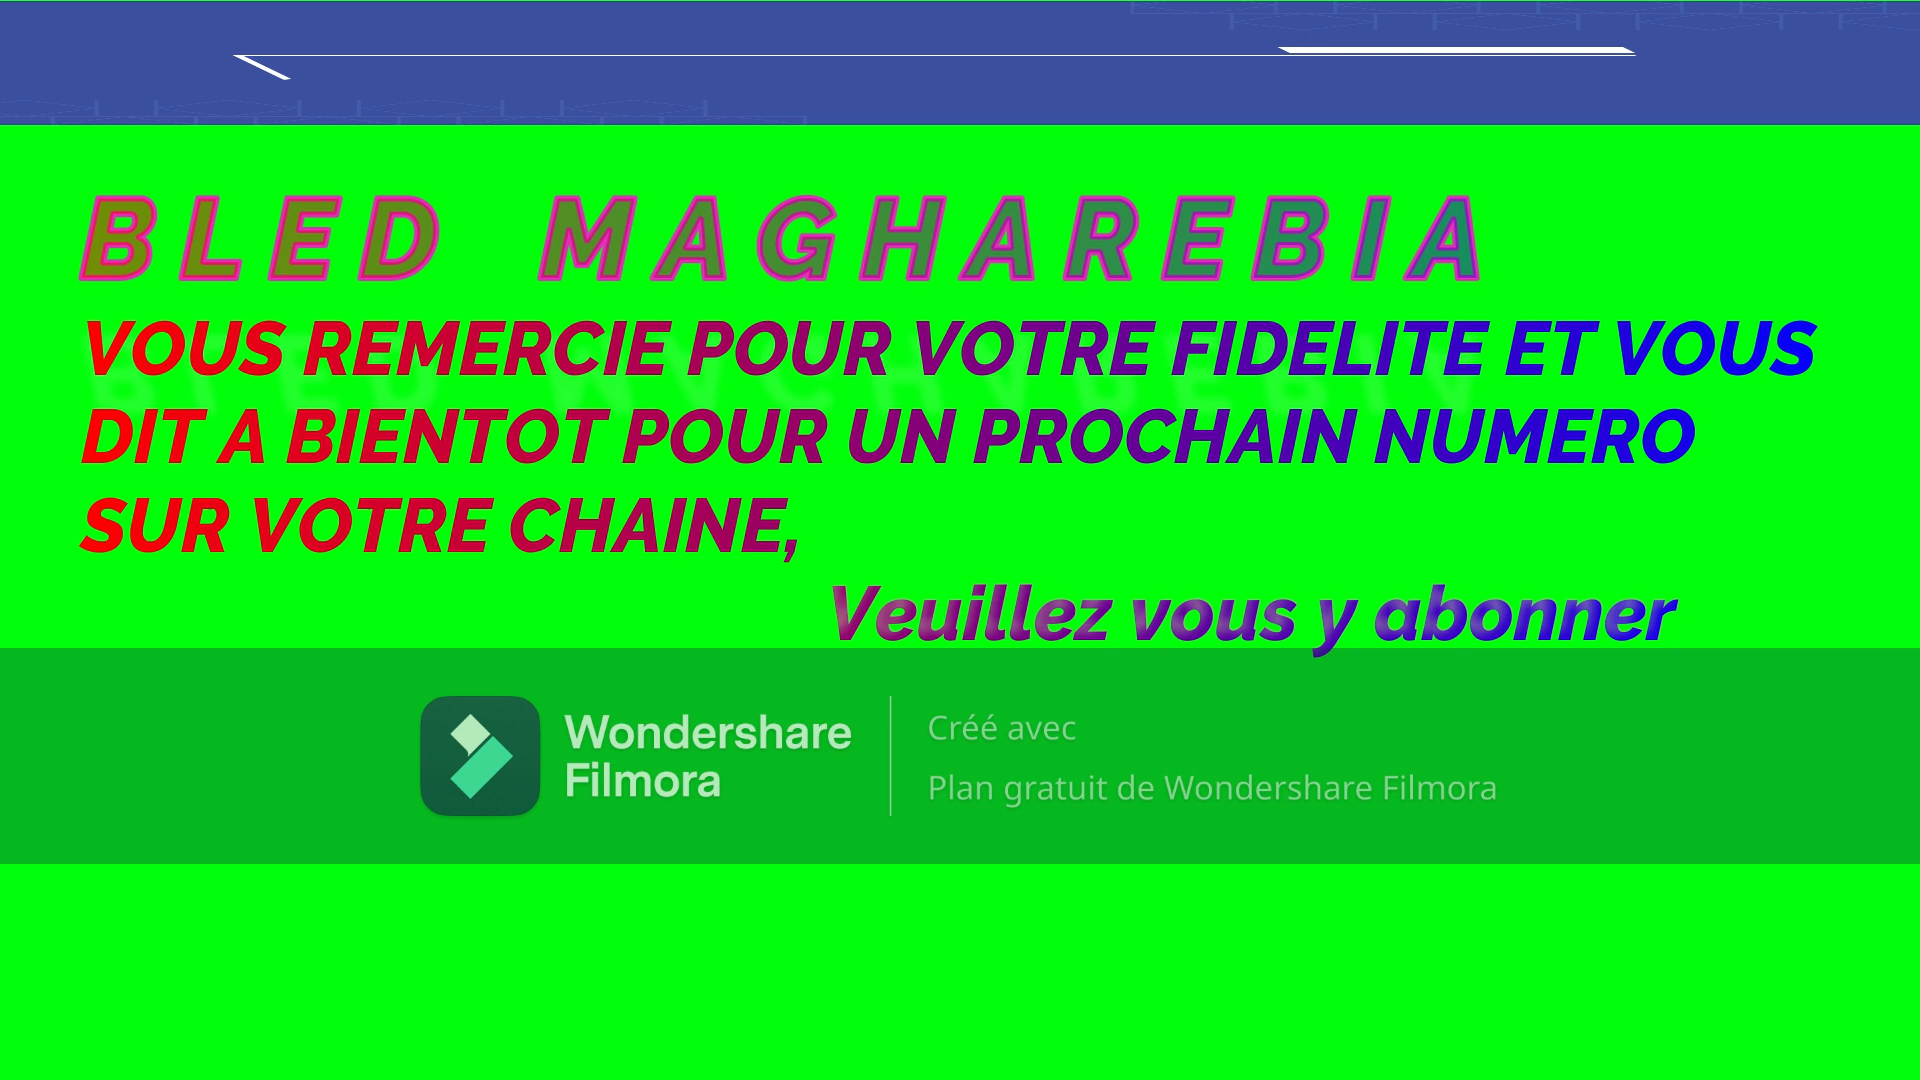 BLED MAGHAREBIA
VOUS REMERCIE POUR VOTRE FIDELITE ET VOUS
DIT A BIENTOT POUR UN PROCHAIN NUMERO
SUR VOTRE CHAINE,
Veuillez vous y abonner
Wondershare
Filmora
Créé avec
Plan gratuit de Wondershare Filmora